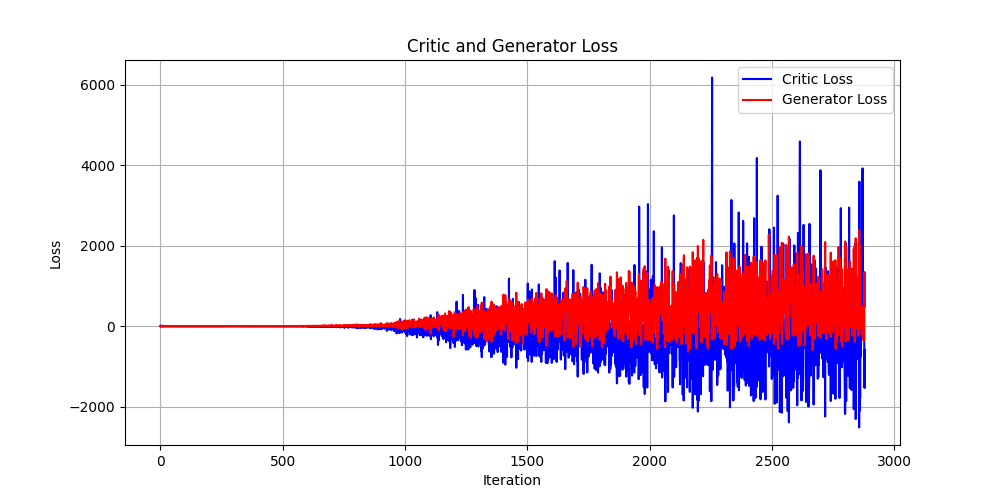 Critic and Generator Loss
Critic Loss
Generator Loss
6000
4000
2000
0
−2000
Loss
0 500 1000 1500 2000 2500 3000
Iteration